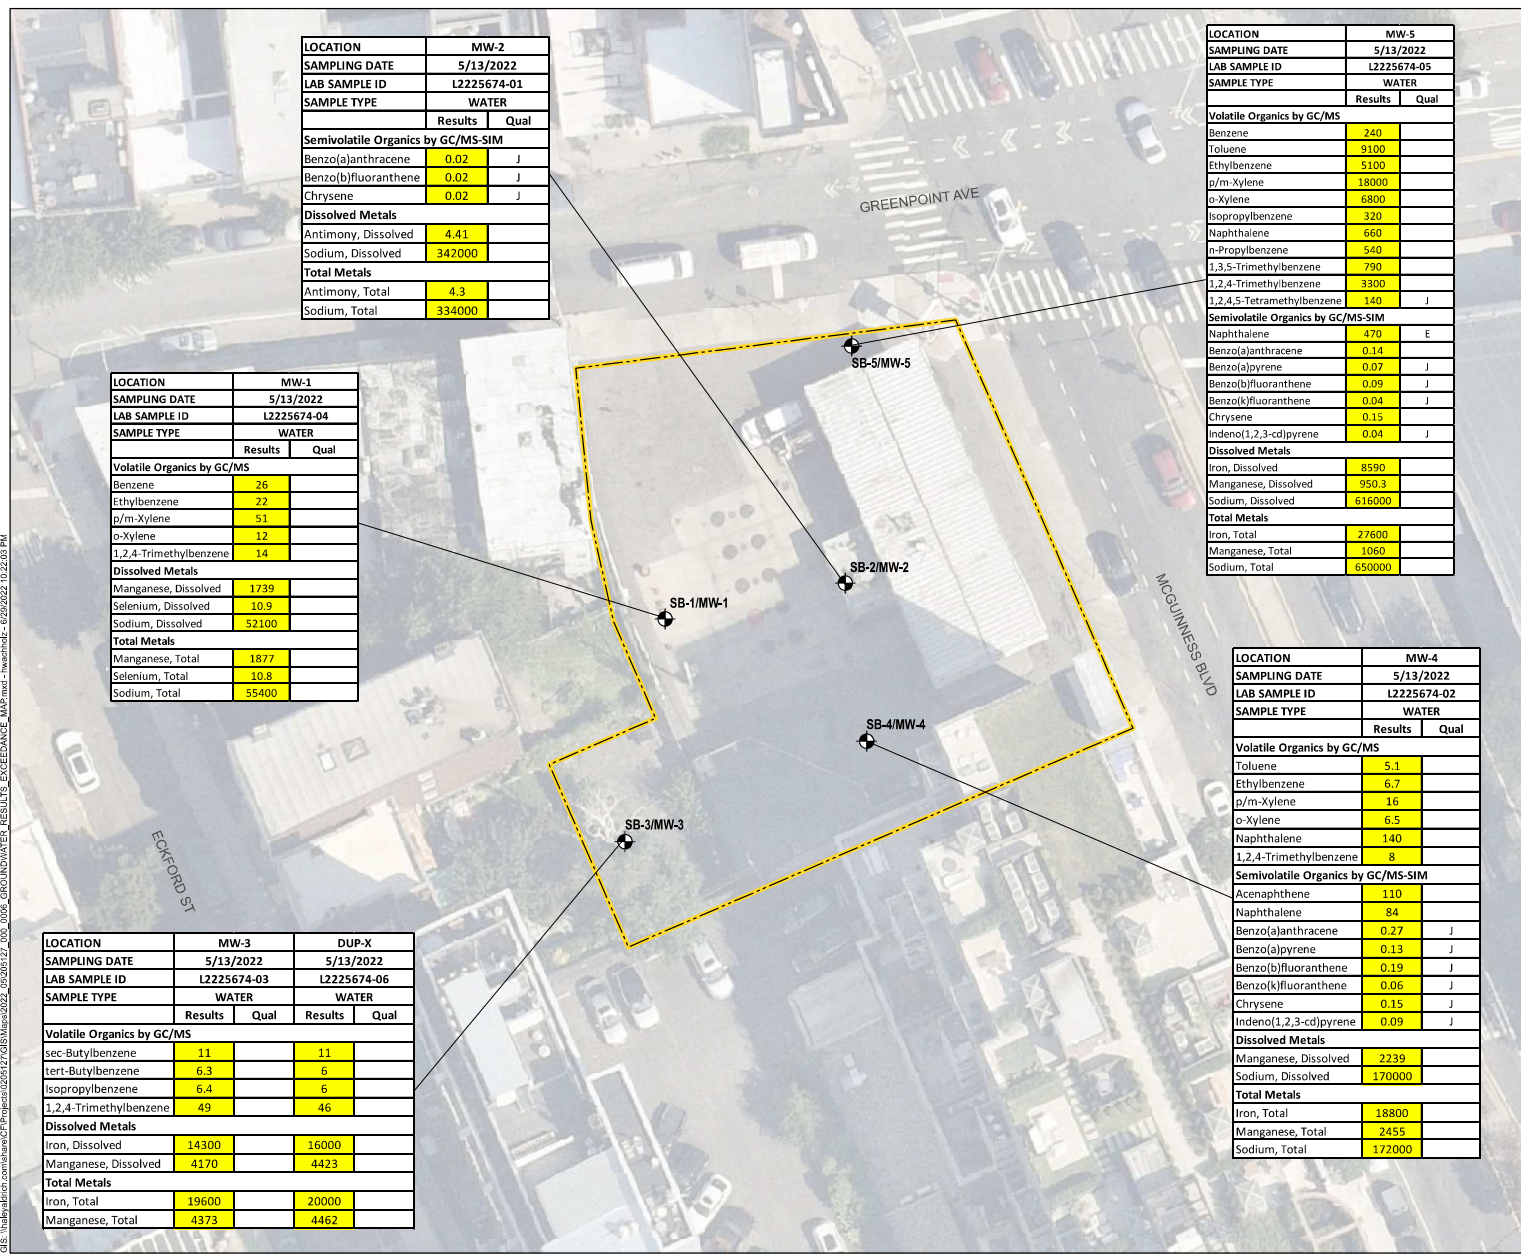 LOCATION MW-2
SAMPLING DATE 5/13/2022
LAB SAMPLE ID L2225674-01
SAMPLE TYPE WATER
Results Qual
Semivolatile Organics by GC/MS-SIM
Benzo(a)anthracene 0.02 J
Benzo(b)fluoranthene 0.02 J
Chrysene 0.02 J
Dissolved Metals
Antimony, Dissolved 4.41
Sodium, Dissolved 342000
Total Metals
Antimony, Total 4.3
Sodium, Total 334000
LOCATION MW-5
SAMPLING DATE 5/13/2022
LAB SAMPLE ID L2225674-05
SAMPLE TYPE WATER
Results Qual
Volatile Organics by GC/MS
Benzene 240
Toluene 9100
Ethylbenzene 5100
p/m-Xylene 18000
o-Xylene 6800
Isopropylbenzene 320
Naphthalene 660
n-Propylbenzene 540
1,3,5-Trimethylbenzene 790
1,2,4-Trimethylbenzene 3300
1,2,4,5-Tetramethylbenzene 140 J
Semivolatile Organics by GC/MS-SIM
Naphthalene 470 E
Benzo(a)anthracene 0.14
Benzo(a)pyrene 0.07 J
Benzo(b)fluoranthene 0.09 J
Benzo(k)fluoranthene 0.04 J
Chrysene 0.15
Indeno(1,2,3-cd)pyrene 0.04 J
Dissolved Metals
Iron, Dissolved 8590
Manganese, Dissolved 950.3
Sodium, Dissolved 616000
Total Metals
Iron, Total 27600
Manganese, Total 1060
Sodium, Total 650000
GREENPOINT AVE
SB-5/MW-5
LOCATION MW-1
SAMPLING DATE 5/13/2022
LAB SAMPLE ID L2225674-04
SAMPLE TYPE WATER
Results Qual
Volatile Organics by GC/MS
Benzene 26
Ethylbenzene 22
p/m-Xylene 51
o-Xylene 12
1,2,4-Trimethylbenzene 14
Dissolved Metals
Manganese, Dissolved 1739
Selenium, Dissolved 10.9
Sodium, Dissolved 52100
Total Metals
Manganese, Total 1877
Selenium, Total 10.8
Sodium, Total 55400
SB-2/MW-2
SB-1/MW-1
MCGUINNESS BLVD
SB-4/MW-4
SB-3/MW-3
ECKFORD ST
LOCATION MW-4
SAMPLING DATE 5/13/2022
LAB SAMPLE ID L2225674-02
SAMPLE TYPE WATER
Results Qual
Volatile Organics by GC/MS
Toluene 5.1
Ethylbenzene 6.7
p/m-Xylene 16
o-Xylene 6.5
Naphthalene 140
1,2,4-Trimethylbenzene 8
Semivolatile Organics by GC/MS-SIM
Acenaphthene 110
Naphthalene 84
Benzo(a)anthracene 0.27 J
Benzo(a)pyrene 0.13 J
Benzo(b)fluoranthene 0.19 J
Benzo(k)fluoranthene 0.06 J
Chrysene 0.15 J
Indeno(1,2,3-cd)pyrene 0.09 J
Dissolved Metals
Manganese, Dissolved 2239
Sodium, Dissolved 170000
Total Metals
Iron, Total 18800
Manganese, Total 2455
Sodium, Total 172000
LOCATION MW-3 DUP-X
SAMPLING DATE 5/13/2022 5/13/2022
LAB SAMPLE ID L2225674-03 L2225674-06
SAMPLE TYPE WATER WATER
Results Qual Results Qual
Volatile Organics by GC/MS
sec-Butylbenzene 11 11
tert-Butylbenzene 6.3 6
Isopropylbenzene 6.4 6
1,2,4-Trimethylbenzene 49 46
Dissolved Metals
Iron, Dissolved 14300 16000
Manganese, Dissolved 4170 4423
Total Metals
Iron, Total 19600 20000
Manganese, Total 4373 4462
GIS: \\haleyaldrich.com\share\CF\Projects\0205127\GIS\Maps\2022_05\205127_000_0006_GROUNDWATER_RESULTS_EXCEEDANCE_MAP.mxd - hwachholz - 6/29/2022 10:22:03 PM